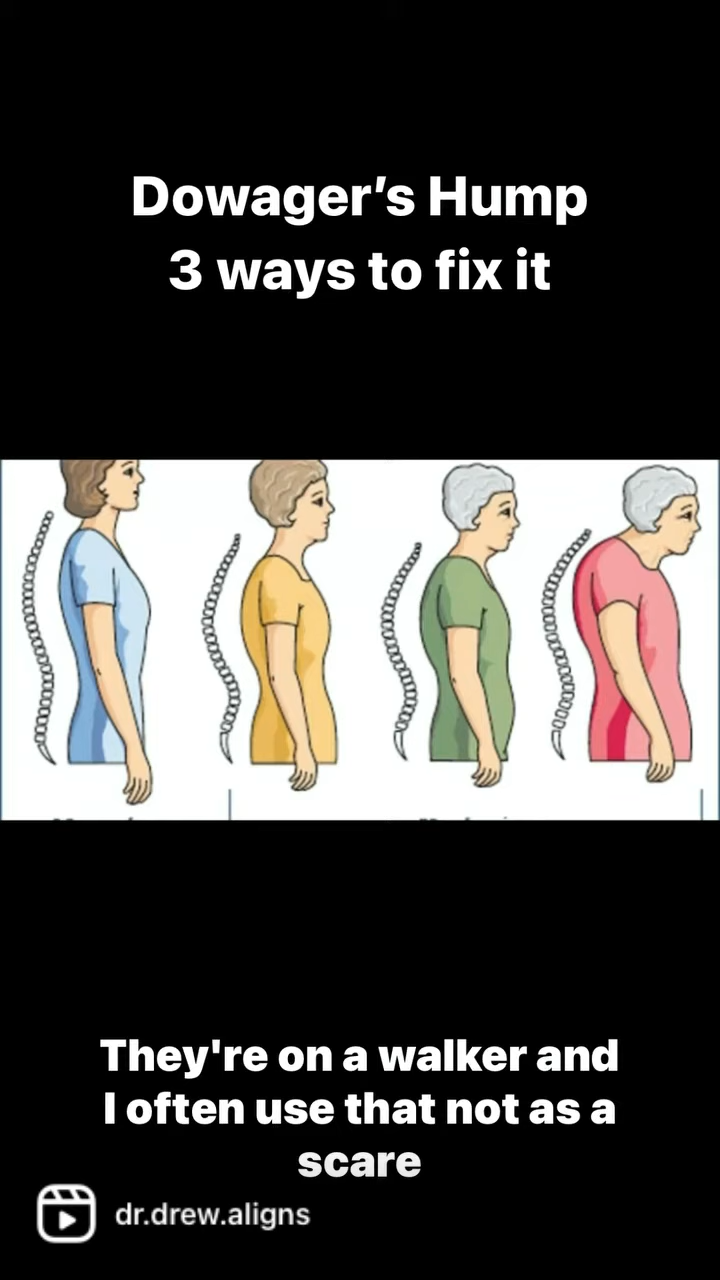 Dowager’s Hump
3 ways to fix it
They're on a walker and
I often use that not as a
scare
dr.drew.aligns